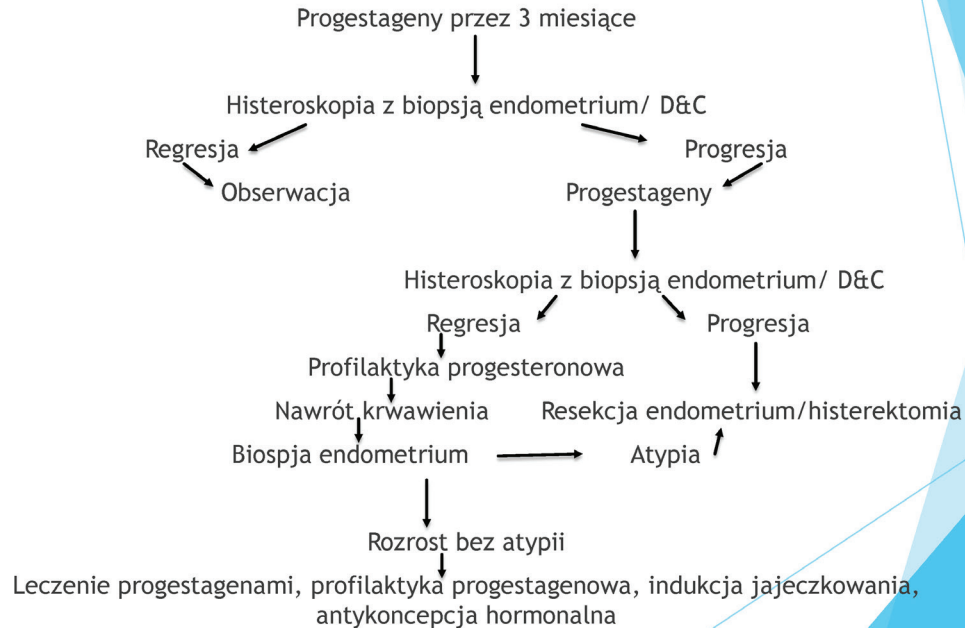 Progestageny przez 3 miesiące
Histeroskopia z biopsją endometrium/ D&C
Regresja
Progresja
Obserwacja
Progestageny
Histeroskopia z biopsją endometrium/ D&C
Regresja
Progresja
Profilaktyka progesteronowa
Nawrót krwawienia
Resekcja endometrium/histerektomia
Biospja endometrium
Atypia
Rozrost bez atypii
Leczenie progestagenami, profilaktyka progestagenowa, indukcja jajeczkowania,
antykoncepcja hormonalna